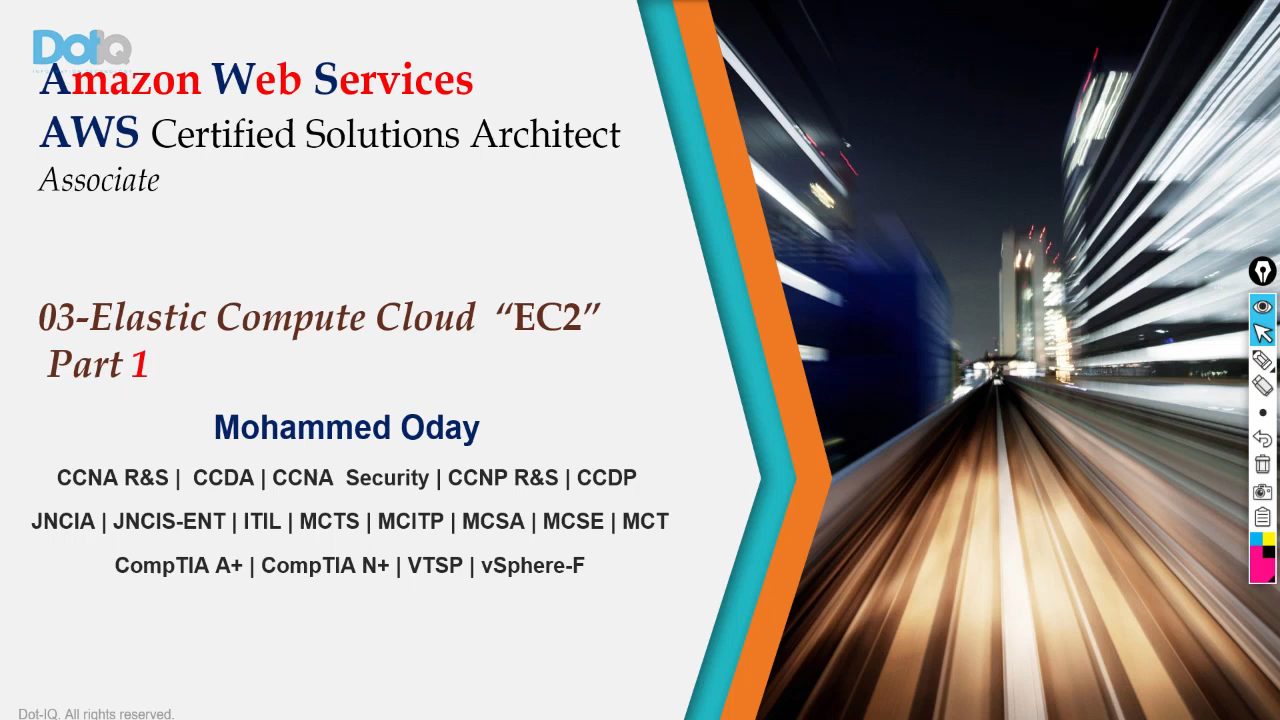 DotIQ
Amazon Web Services
AWS Certified Solutions Architect
Associate
03-Elastic Compute Cloud “EC2”
Part 1
Mohammed Oday
CCNA R&S | CCDA | CCNA Security | CCNP R&S | CCDP
JNCIA | JNCIS-ENT | ITIL | MCTS | MCITP | MCSA | MCSE | MCT
CompTIA A+ | CompTIA N+ | VTSP | vSphere-F
Dot-IQ. All rights reserved.